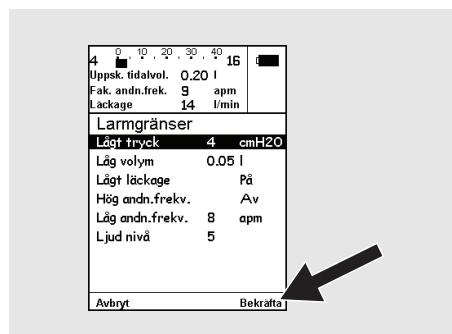 0 10 20 30 40
4 16
Uppsk. tidalvol. 0.20 l
Fak. andn.frek. 9 apm
Läckage 14 l/min
Larmgränser
Lågt tryck 4 cmH2O
Låg volym 0.05 l
Lågt läckage På
Hög andn.frekv. Av
Låg andn.frekv. 8 apm
Ljud nivå 5
Avbryt Bekräfta